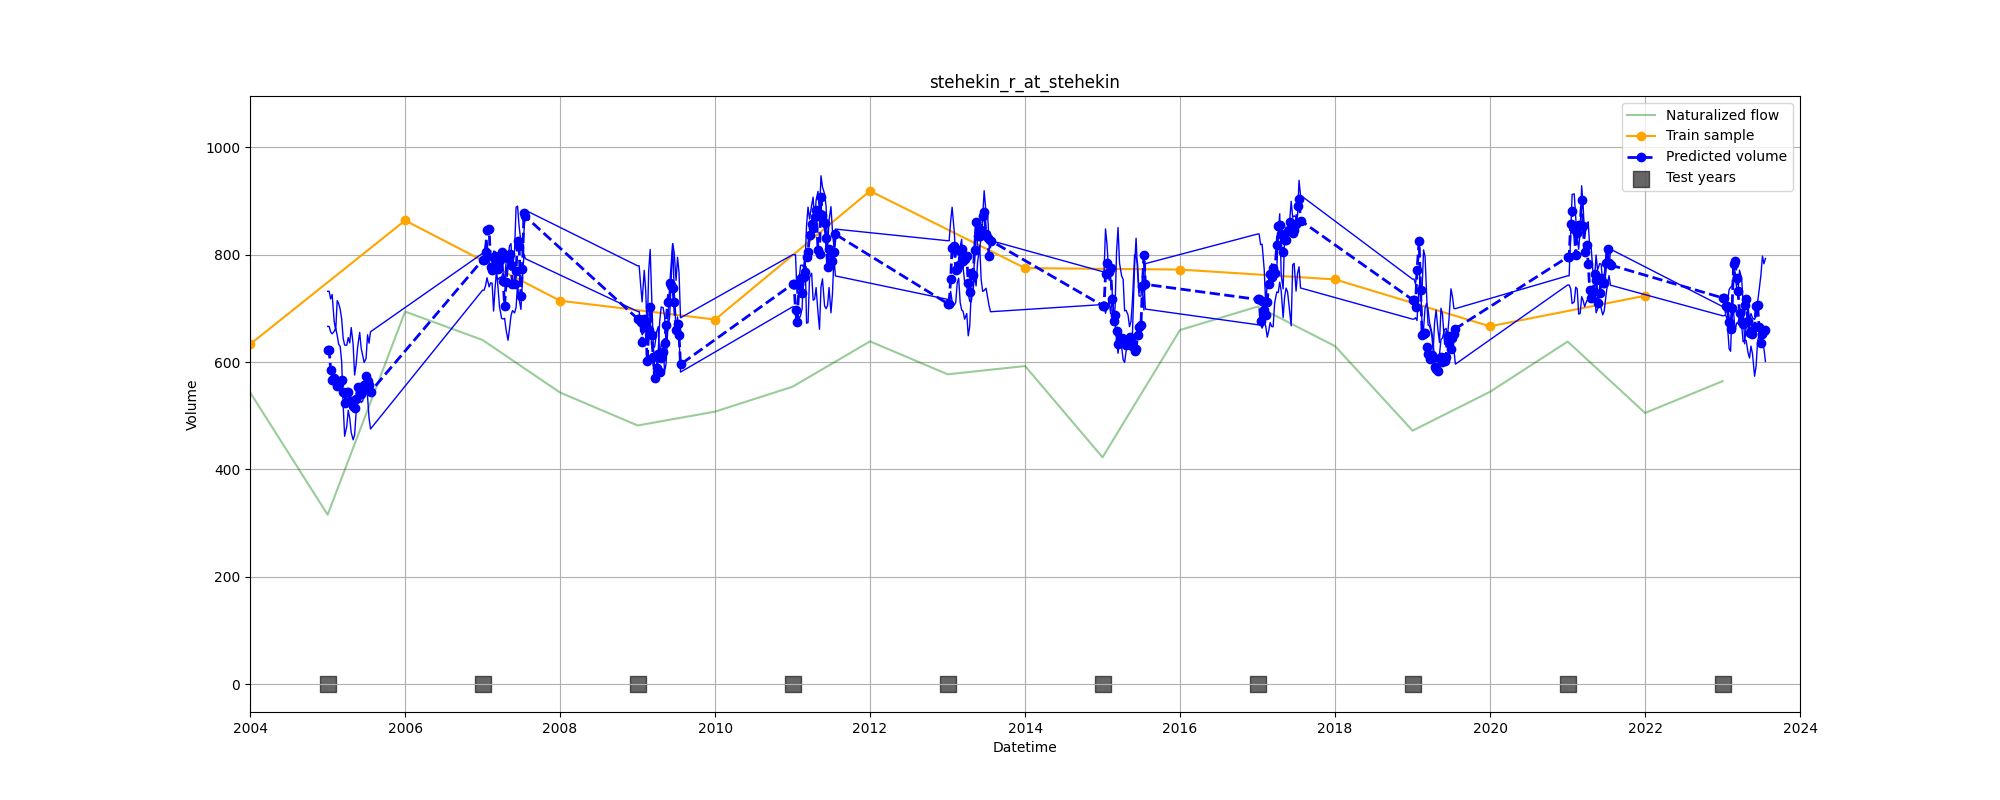 stehekin_r_at_stehekin
Naturalized flow
Train sample
Predicted volume
Test years
1000
800
600
400
200
0
Volume
2004 2006 2008 2010 2012 2014 2016 2018 2020 2022 2024
Datetime